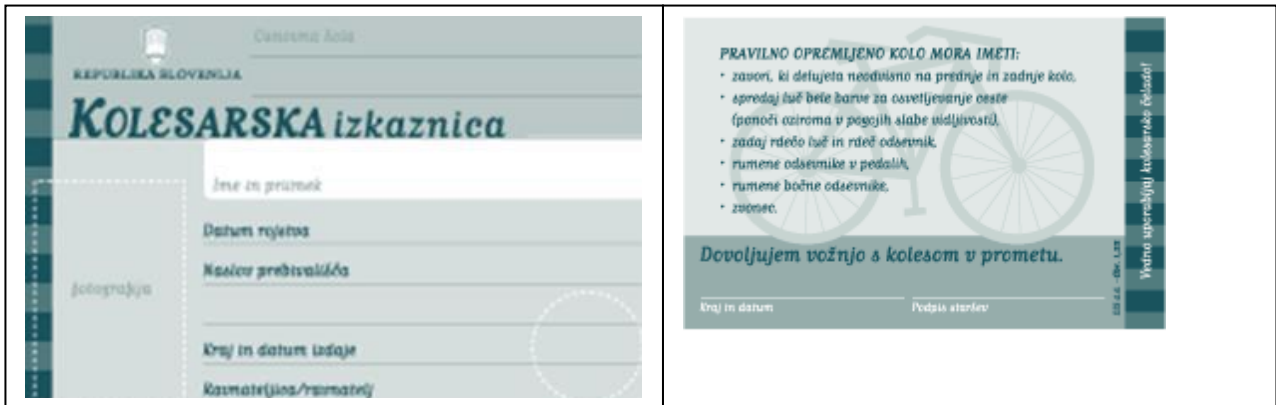 Osnovna šola
REPUBLIKA SLOVENIJA
KOLESARSKA izkaznica
Ime in priimek
Datum rojstva
Naslov prebivališča
fotografija
Kraj in datum izdaje
Ravnateljica/ravnatelj
PRAVILNO OPREMLJENO KOLO MORA IMETI:
• zavori, ki delujeta neodvisno na prednje in zadnje kolo,
• spredaj luč bele barve za osvetljevanje ceste
(ponoči oziroma v pogojih slabe vidljivosti),
• zadaj rdečo luč in rdeč odsevnik,
• rumene odsevnike v pedalih,
• rumene bočne odsevnike,
• zvonec.
Dovoljujem vožnjo s kolesom v prometu.
Kraj in datum
Podpis staršev
Vedno uporabljaj kolesarsko čelado!